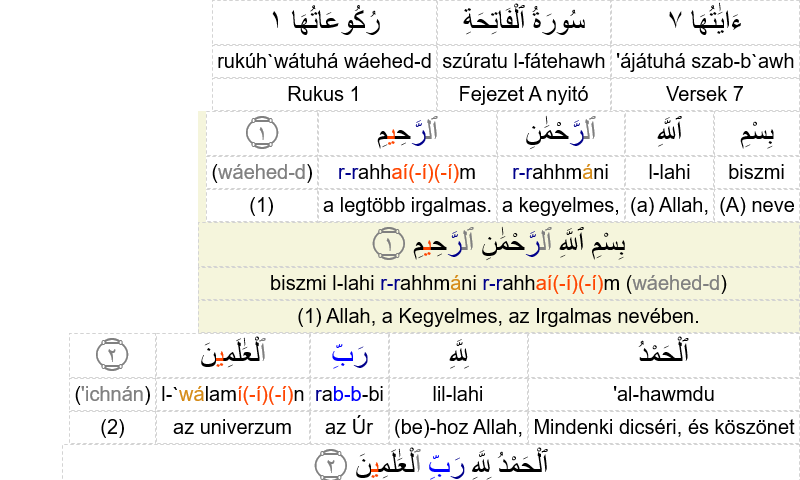 ءَايَٰتُهَا ٧ سُورَةُ ٱلْفَاتِحَةِ رُكُوعَاتُهَا ١
rukúh`wátuhá wáehed-d szúratu l-fátehawh 'ájátuhá szab-b`awh
Rukus 1 Fejezet A nyitó Versek 7
بِسْمِ ٱللَّهِ ٱلرَّحْمَٰنِ ٱلرَّحِيمِ ١
(wáehed-d) r-rahhaí(-í)(-í)m r-rahhmáni l-lahi biszmi
(1) a legtöbb irgalmas. a kegyelmes, (a) Allah, (A) neve
بِسْمِ ٱللَّهِ ٱلرَّحْمَٰنِ ٱلرَّحِيمِ ١
biszmi l-lahi r-rahhmáni r-rahhaí(-í)(-í)m (wáehed-d)
(1) Allah, a Kegyelmes, az Irgalmas nevében.
ٱلْحَمْدُ لِلَّهِ رَبِّ ٱلْعَٰلَمِينَ ٢
('ichnán) l-`wálamí(-í)(-í)n rab-b-bi lil-lahi 'al-hawmdu
(2) az univerzum az Úr (be)-hoz Allah, Mindenki dicséri, és köszönet
ٱلْحَمْدُ لِلَّهِ رَبِّ ٱلْعَٰلَمِينَ ٢